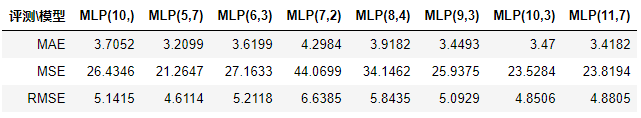 评测\模型 MLP(10,) MLP(5,7) MLP(6,3) MLP(7,2) MLP(8,4) MLP(9,3) MLP(10,3) MLP(11,7)
MAE 3.7052 3.2099 3.6199 4.2984 3.9182 3.4493 3.47 3.4182
MSE 26.4346 21.2647 27.1633 44.0699 34.1462 25.9375 23.5284 23.8194
RMSE 5.1415 4.6114 5.2118 6.6385 5.8435 5.0929 4.8506 4.8805